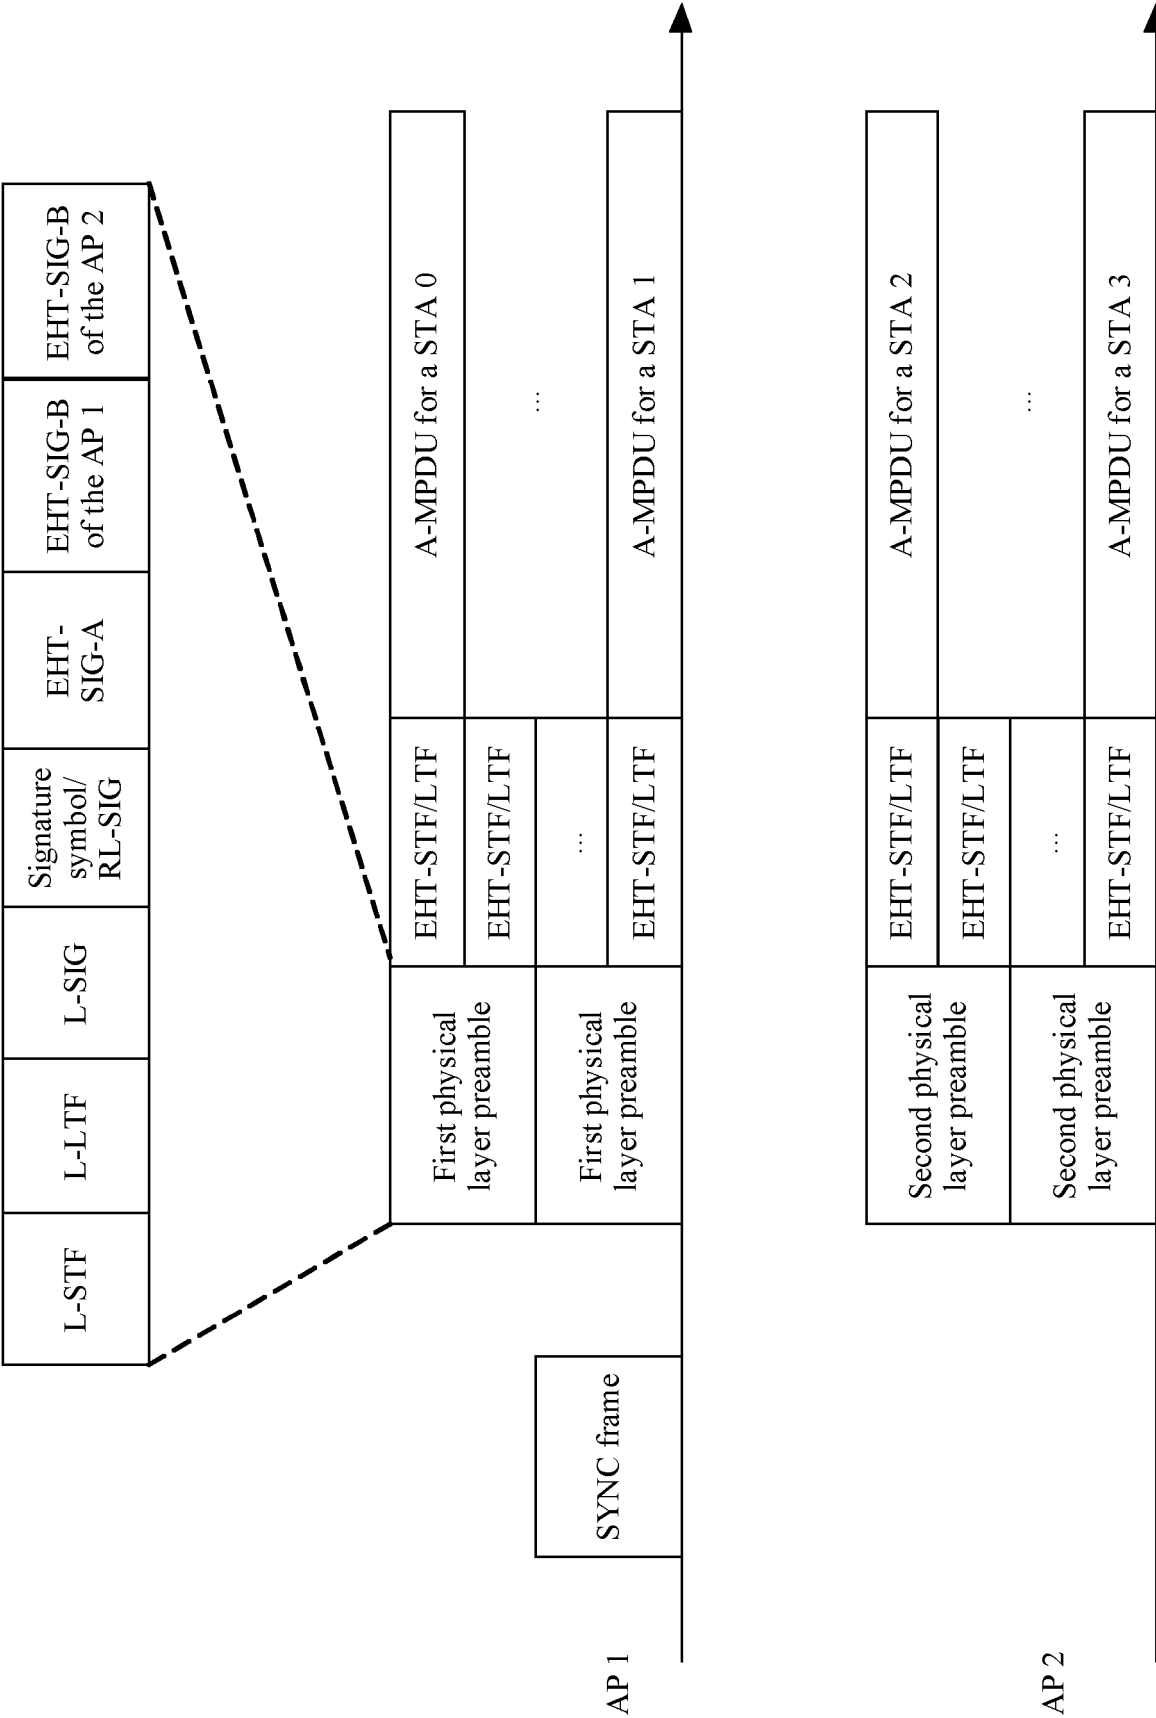 L-STF
L-LTF
L-SIG
Signature
symbol/
RL-SIG
EHT-
SIG-A
EHT-SIG-B
of the AP 1
EHT-SIG-B
of the AP 2
AP 1
SYNC frame
First physical
layer preamble
First physical
layer preamble
EHT-STF/LTF
EHT-STF/LTF
...
EHT-STF/LTF
A-MPDU for a STA 0
...
A-MPDU for a STA 1
AP 2
Second physical
layer preamble
Second physical
layer preamble
EHT-STF/LTF
EHT-STF/LTF
...
EHT-STF/LTF
A-MPDU for a STA 2
...
A-MPDU for a STA 3